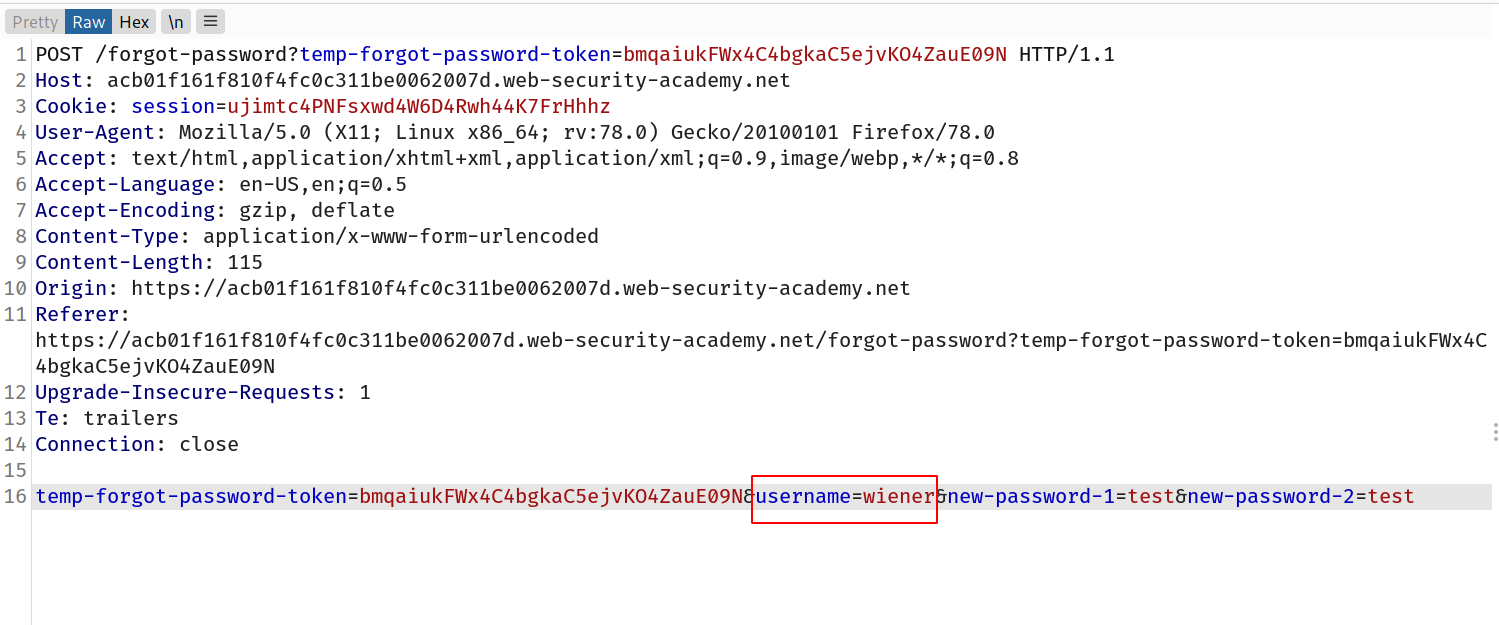 Pretty Raw Hex \n ≡
1 POST /forgot-password?temp-forgot-password-token=bmqaiukFWx4C4bgkaC5ejvKO4ZauE09N HTTP/1.1
2 Host: acb01f161f810f4fc0c311be0062007d.web-security-academy.net
3 Cookie: session=ujimtc4PNFsxwd4W6D4Rwh44K7FrHhhz
4 User-Agent: Mozilla/5.0 (X11; Linux x86_64; rv:78.0) Gecko/20100101 Firefox/78.0
5 Accept: text/html,application/xhtml+xml,application/xml;q=0.9,image/webp,*/*;q=0.8
6 Accept-Language: en-US,en;q=0.5
7 Accept-Encoding: gzip, deflate
8 Content-Type: application/x-www-form-urlencoded
9 Content-Length: 115
10 Origin: https://acb01f161f810f4fc0c311be0062007d.web-security-academy.net
11 Referer:
https://acb01f161f810f4fc0c311be0062007d.web-security-academy.net/forgot-password?temp-forgot-password-token=bmqaiukFWx4C
4bgkaC5ejvKO4ZauE09N
12 Upgrade-Insecure-Requests: 1
13 Te: trailers
14 Connection: close
15
16 temp-forgot-password-token=bmqaiukFWx4C4bgkaC5ejvKO4ZauE09N&username=wiener&new-password-1=test&new-password-2=test